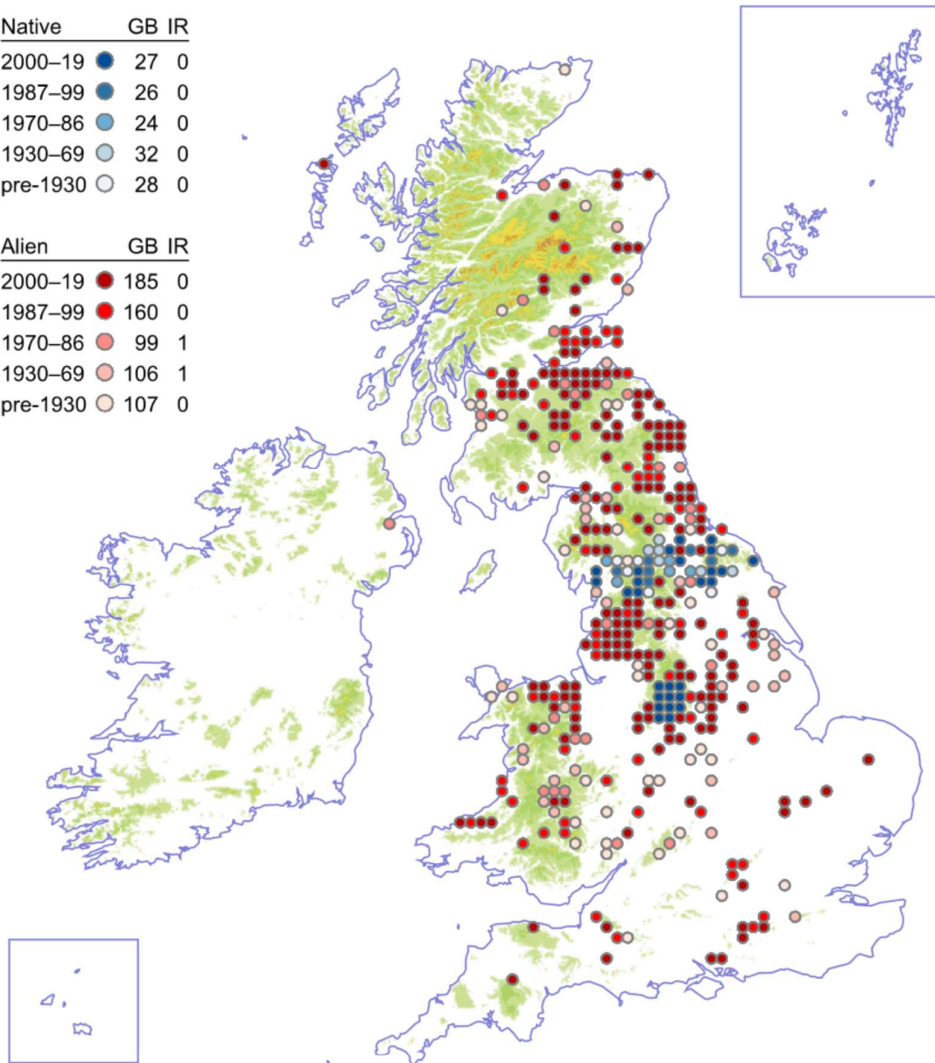 Native GB IR
2000–19 27 0
1987–99 26 0
1970–86 24 0
1930–69 32 0
pre-1930 28 0
Alien GB IR
2000–19 185 0
1987–99 160 0
1970–86 99 1
1930–69 106 1
pre-1930 107 0